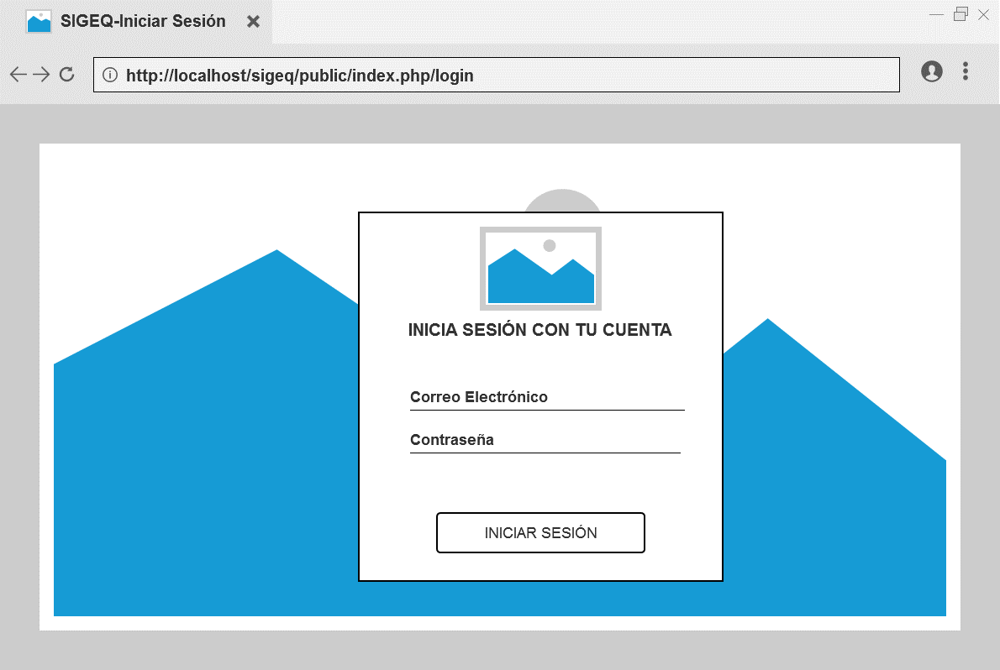 SIGEQ-Iniciar Sesión
http://localhost/sigeq/public/index.php/login
INICIA SESIÓN CON TU CUENTA
Correo Electrónico
Contraseña
INICIAR SESIÓN